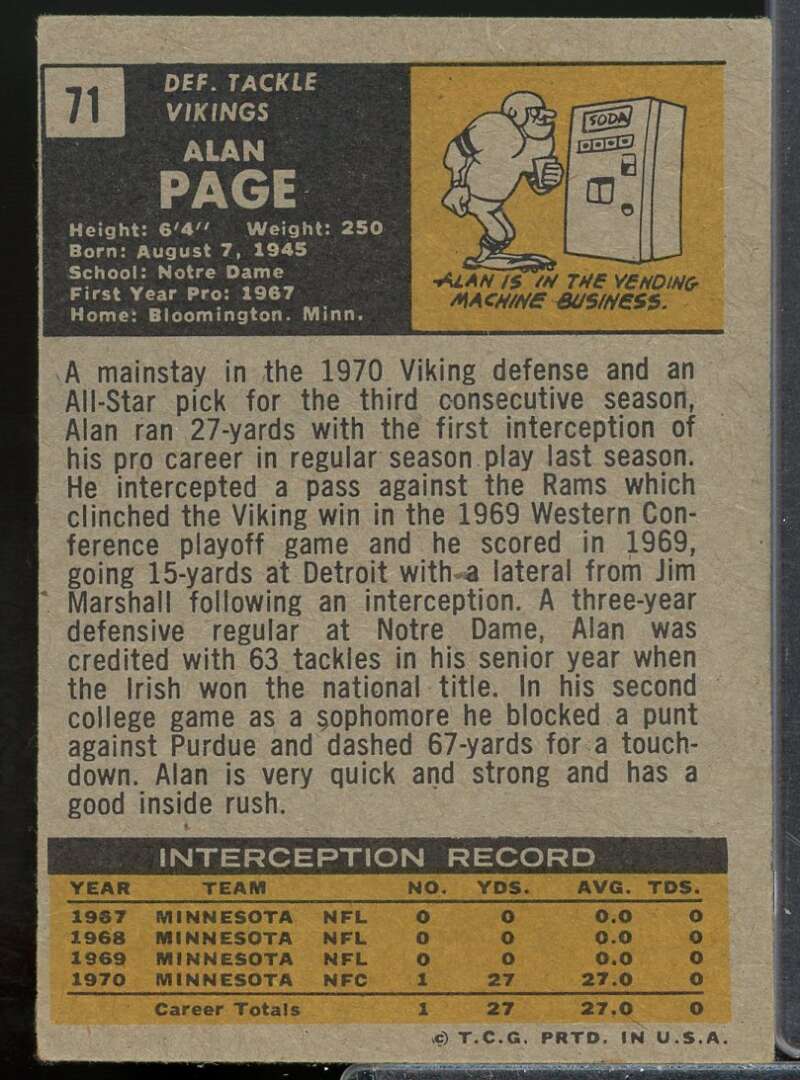 71
DEF. TACKLE
VIKINGS
ALAN
PAGE
Height: 6'4'' Weight: 250
Born: August 7, 1945
School: Notre Dame
First Year Pro: 1967
Home: Bloomington. Minn.
SODA
ALAN IS IN THE VENDING
MACHINE BUSINESS.
A mainstay in the 1970 Viking defense and an
All-Star pick for the third consecutive season,
Alan ran 27-yards with the first interception of
his pro career in regular season play last season.
He intercepted a pass against the Rams which
clinched the Viking win in the 1969 Western Con-
ference playoff game and he scored in 1969,
going 15-yards at Detroit with a lateral from Jim
Marshall following an interception. A three-year
defensive regular at Notre Dame, Alan was
credited with 63 tackles in his senior year when
the Irish won the national title. In his second
college game as a sophomore he blocked a punt
against Purdue and dashed 67-yards for a touch-
down. Alan is very quick and strong and has a
good inside rush.
INTERCEPTION RECORD
YEAR TEAM NO. YDS. AVG. TDS.
1967 MINNESOTA NFL 0 0 0.0 0
1968 MINNESOTA NFL 0 0 0.0 0
1969 MINNESOTA NFL 0 0 0.0 0
1970 MINNESOTA NFC 1 27 27.0 0
Career Totals 1 27 27.0 0
© T.C.G. PRTD. IN U.S.A.